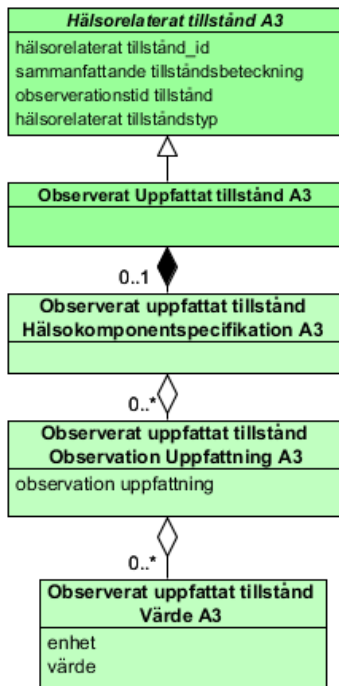 Hälsorelaterat tillstånd A3
hälsorelaterat tillstånd_id
sammanfattande tillståndsbeteckning
observerationstid tillstånd
hälsorelaterat tillståndstyp
Observerat Uppfattat tillstånd A3
0..1
Observerat uppfattat tillstånd
Hälsokomponentspecifikation A3
0..*
Observerat uppfattat tillstånd
Observation Uppfattning A3
observation uppfattning
0..*
Observerat uppfattat tillstånd
Värde A3
enhet
värde